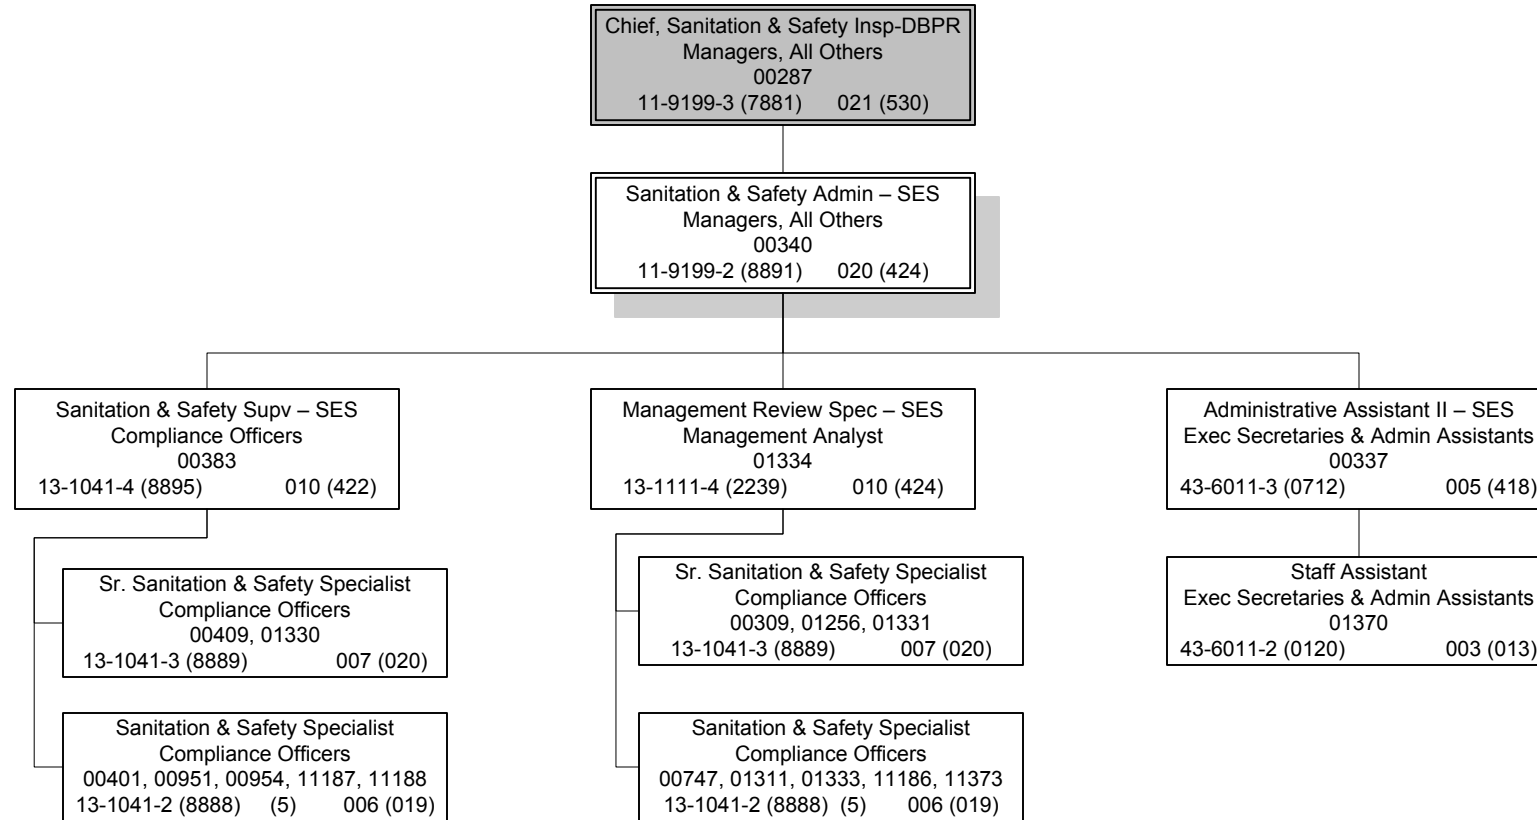 Chief, Sanitation & Safety Insp-DBPR
Managers, All Others
00287
11-9199-3 (7881) 021 (530)
Sanitation & Safety Admin – SES
Managers, All Others
00340
11-9199-2 (8891) 020 (424)
Sanitation & Safety Supv – SES
Compliance Officers
00383
13-1041-4 (8895) 010 (422)
Sr. Sanitation & Safety Specialist
Compliance Officers
00409, 01330
13-1041-3 (8889) 007 (020)
Sanitation & Safety Specialist
Compliance Officers
00401, 00951, 00954, 11187, 11188
13-1041-2 (8888) (5) 006 (019)
Management Review Spec – SES
Management Analyst
01334
13-1111-4 (2239) 010 (424)
Sr. Sanitation & Safety Specialist
Compliance Officers
00309, 01256, 01331
13-1041-3 (8889) 007 (020)
Sanitation & Safety Specialist
Compliance Officers
00747, 01311, 01333, 11186, 11373
13-1041-2 (8888) (5) 006 (019)
Administrative Assistant II – SES
Exec Secretaries & Admin Assistants
00337
43-6011-3 (0712) 005 (418)
Staff Assistant
Exec Secretaries & Admin Assistants
01370
43-6011-2 (0120) 003 (013)